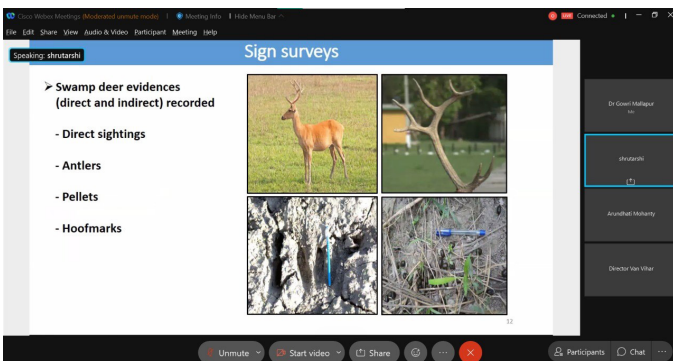 Cisco Webex Meetings (Moderated unmute mode) | Meeting Info | Hide Menu Bar
LIVE Connected
File Edit Share View Audio & Video Participant Meeting Help
Speaking: shrutarshi
Sign surveys
Swamp deer evidences
(direct and indirect) recorded
- Direct sightings
- Antlers
- Pellets
- Hoofmarks
12
Dr Gowri Mallapur
shrutarshi
Arundhati Mohanty
Director Van Vihar
Unmute Start video Share
Participants Chat